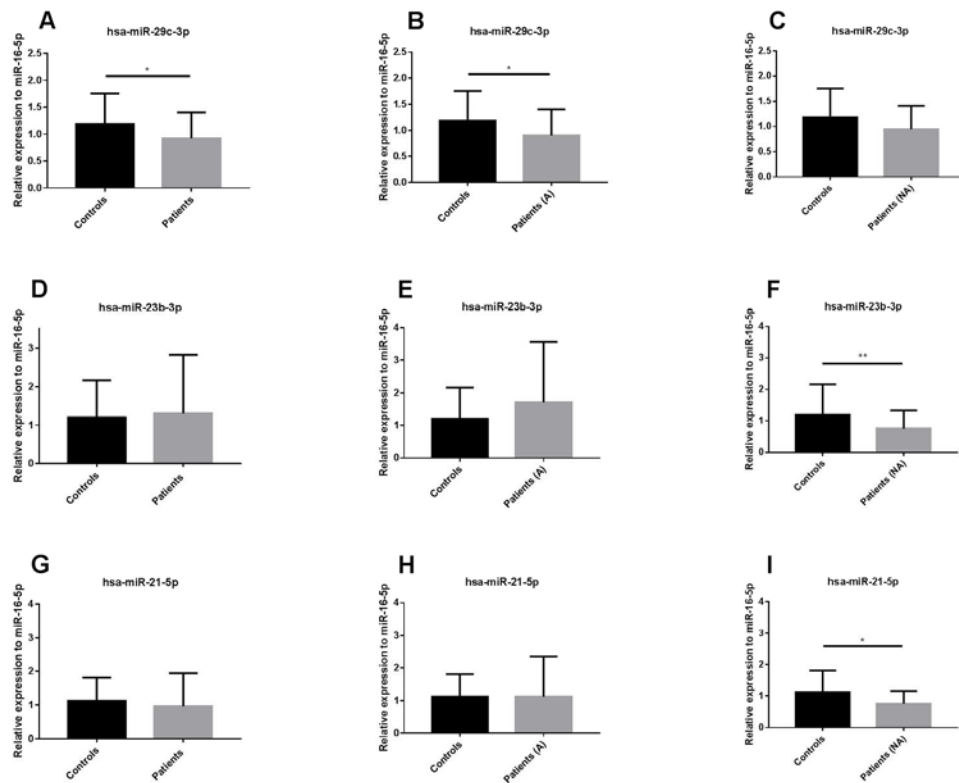 A
hsa-miR-29c-3p
Relative expression to miR-16-5p
2.5
2.0
1.5
1.0
0.5
0.0
*
Controls
Patients
B
hsa-miR-29c-3p
Relative expression to miR-16-5p
2.5
2.0
1.5
1.0
0.5
0.0
*
Controls
Patients (A)
C
hsa-miR-29c-3p
Relative expression to miR-16-5p
2.5
2.0
1.5
1.0
0.5
0.0
Controls
Patients (NA)
D
hsa-miR-23b-3p
Relative expression to miR-16-5p
3
2
1
0
Controls
Patients
E
hsa-miR-23b-3p
Relative expression to miR-16-5p
4
3
2
1
0
Controls
Patients (A)
F
hsa-miR-23b-3p
Relative expression to miR-16-5p
4
3
2
1
0
**
Controls
Patients (NA)
G
hsa-miR-21-5p
Relative expression to miR-16-5p
4
3
2
1
0
Controls
Patients
H
hsa-miR-21-5p
Relative expression to miR-16-5p
4
3
2
1
0
Controls
Patients (A)
I
hsa-miR-21-5p
Relative expression to miR-16-5p
4
3
2
1
0
*
Controls
Patients (NA)